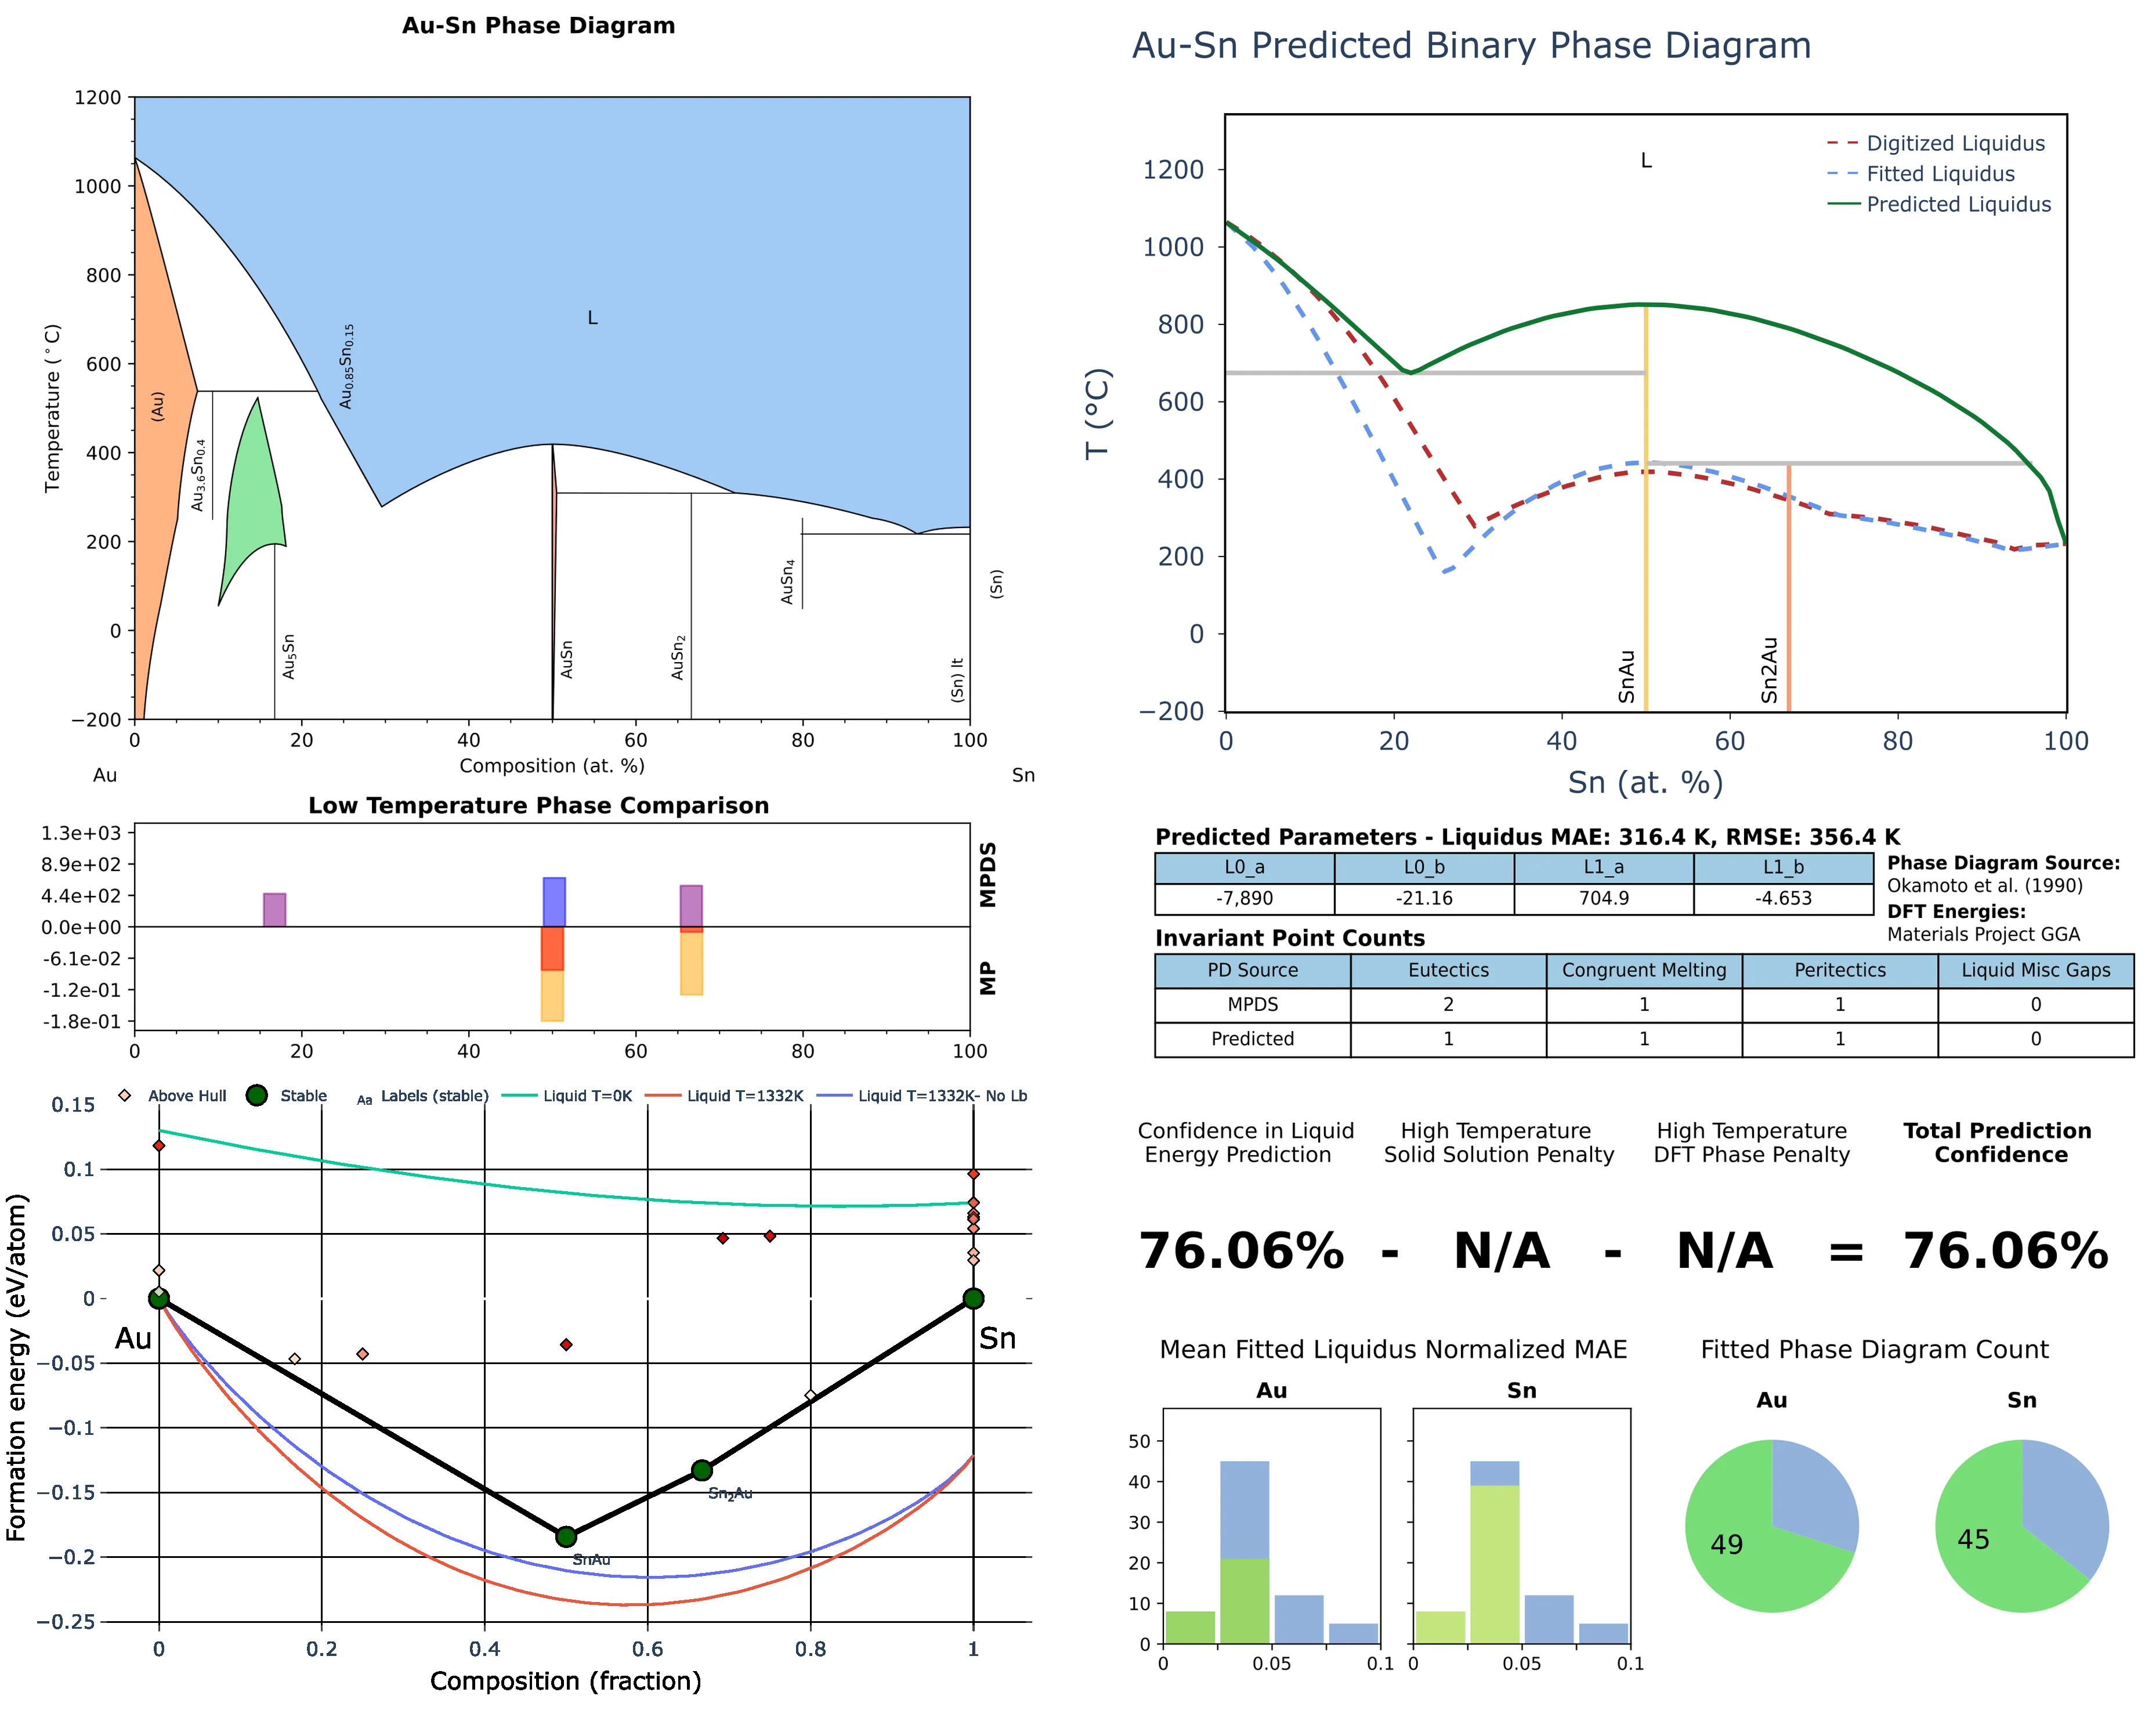 Au-Sn Phase Diagram
1200
1000
800
600
400
200
0
−200
Temperature (°C)
(Au)
Au3.6Sn0.4
Au0.85Sn0.15
L
Au5Sn
AuSn
AuSn2
AuSn4
(Sn)
(Sn) lt
0 20 40 60 80 100
Composition (at. %)
Au Sn
Low Temperature Phase Comparison
1.3e+03
8.9e+02
4.4e+02
0.0e+00
-6.1e-02
-1.2e-01
-1.8e-01
MPDS
MP
0 20 40 60 80 100
Above Hull Stable Aa Labels (stable) Liquid T=0K Liquid T=1332K Liquid T=1332K- No Lb
0.15
0.1
0.05
0
−0.05
−0.1
−0.15
−0.2
−0.25
Formation energy (eV/atom)
Au
Sn
Sn2Au
SnAu
0 0.2 0.4 0.6 0.8 1
Composition (fraction)
Au-Sn Predicted Binary Phase Diagram
Digitized Liquidus
Fitted Liquidus
Predicted Liquidus
L
1200
1000
800
600
400
200
0
−200
T (°C)
SnAu
Sn2Au
0 20 40 60 80 100
Sn (at. %)
Predicted Parameters - Liquidus MAE: 316.4 K, RMSE: 356.4 K
L0_a L0_b L1_a L1_b
-7,890 -21.16 704.9 -4.653
Phase Diagram Source:
Okamoto et al. (1990)
DFT Energies:
Materials Project GGA
Invariant Point Counts
PD Source Eutectics Congruent Melting Peritectics Liquid Misc Gaps
MPDS 2 1 1 0
Predicted 1 1 1 0
Confidence in Liquid
Energy Prediction
High Temperature
Solid Solution Penalty
High Temperature
DFT Phase Penalty
Total Prediction
Confidence
76.06% - N/A - N/A = 76.06%
Mean Fitted Liquidus Normalized MAE
Au Sn
50
40
30
20
10
0
0 0.05 0.1
0 0.05 0.1
Fitted Phase Diagram Count
Au Sn
49 45